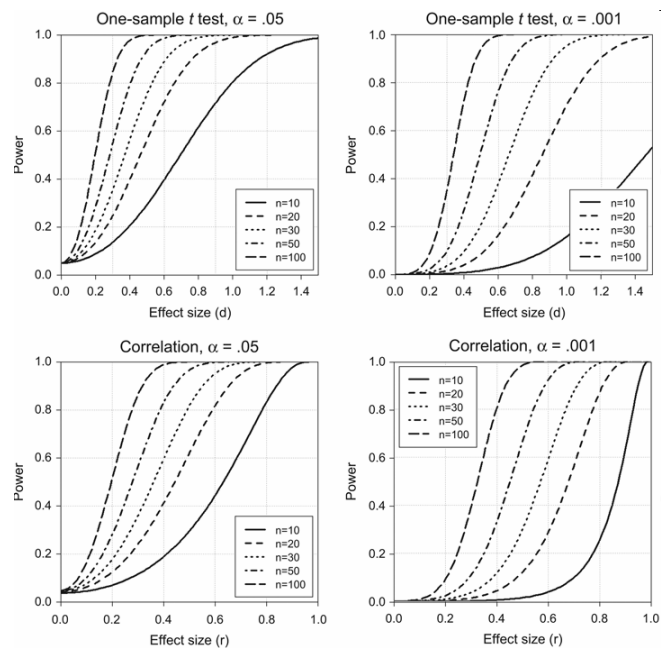 One-sample t test, α = .05
1.0
0.8
0.6
0.4
0.2
0.0
Power
n=10
n=20
n=30
n=50
n=100
0.0 0.2 0.4 0.6 0.8 1.0 1.2 1.4
Effect size (d)
One-sample t test, α = .001
1.0
0.8
0.6
0.4
0.2
0.0
Power
n=10
n=20
n=30
n=50
n=100
0.0 0.2 0.4 0.6 0.8 1.0 1.2 1.4
Effect size (d)
Correlation, α = .05
1.0
0.8
0.6
0.4
0.2
0.0
Power
n=10
n=20
n=30
n=50
n=100
0.0 0.2 0.4 0.6 0.8 1.0
Effect size (r)
Correlation, α = .001
1.0
0.8
0.6
0.4
0.2
0.0
Power
n=10
n=20
n=30
n=50
n=100
0.0 0.2 0.4 0.6 0.8 1.0
Effect size (r)